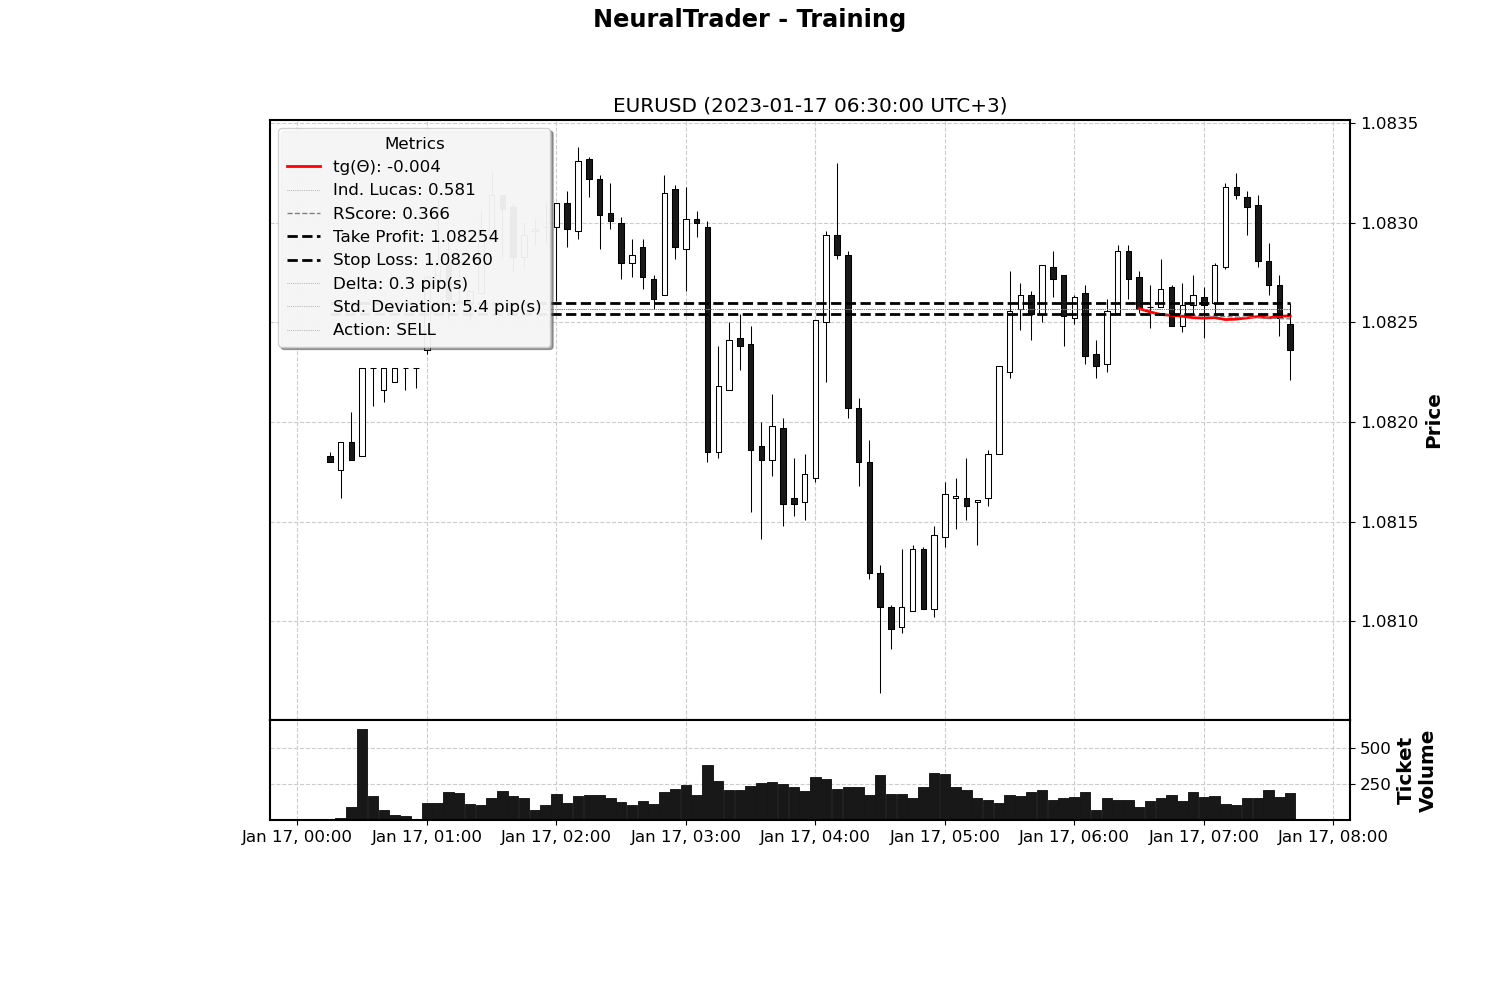 NeuralTrader - Training
EURUSD (2023-01-17 06:30:00 UTC+3)
Metrics
tg(Θ): -0.004
Ind. Lucas: 0.581
RScore: 0.366
Take Profit: 1.08254
Stop Loss: 1.08260
Delta: 0.3 pip(s)
Std. Deviation: 5.4 pip(s)
Action: SELL
1.0835
1.0830
1.0825
1.0820
1.0815
1.0810
Price
500
250
Ticket
Volume
Jan 17, 00:00
Jan 17, 01:00
Jan 17, 02:00
Jan 17, 03:00
Jan 17, 04:00
Jan 17, 05:00
Jan 17, 06:00
Jan 17, 07:00
Jan 17, 08:00